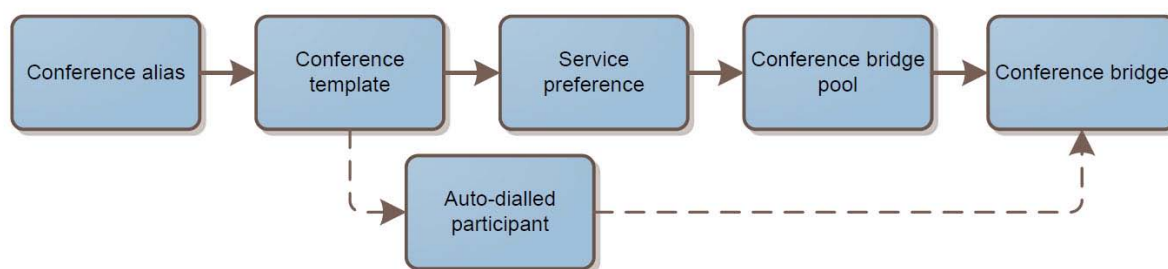 Conference alias
Conference
template
Service
preference
Conference bridge
pool
Conference bridge
Auto-dialled
participant